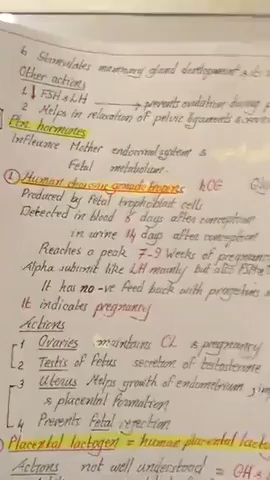 6 Stimulates mammary gland development & its
Other actions
1 ↓ FSH & LH → prevents ovulation during p
2 Helps in relaxation of pelvic ligaments &
hormones
Influence Mother endocrinal system &
Fetal metabolism.
① Human chorionic gonadotropins hCG
Produced by fetal trophoblast cells
Detected in blood 8 days after conception
in urine 14 days after conception
Reaches a peak 7-9 Weeks of pregnancy
Alpha subunit like LH mainly but also FSH &
It has no -ve feed back with progesterone &
It indicates pregnancy
Actions
1 Ovaries maintains CL & pregnancy
2 Testis of Fetus secretion of testosterone
3 Uterus Helps growth of endometrium,
& placental formation
4 Prevents fetal rejection
Placental lactogen = human placental lacto
Actions not well understood = GH &